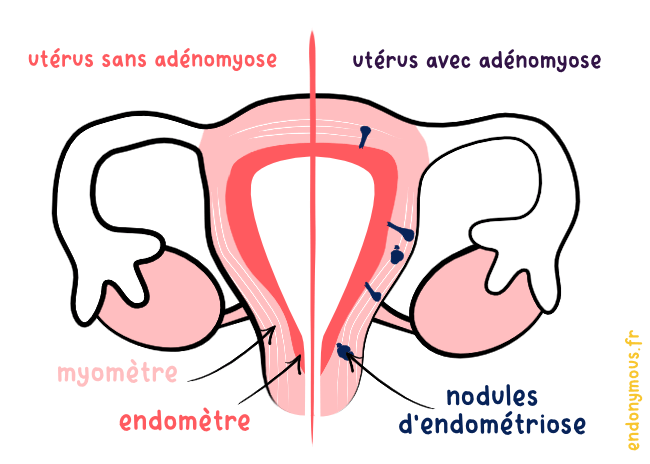 utérus sans adénomyose
utérus avec adénomyose
myomètre
endomètre
nodules
d'endométriose
endonymous.fr